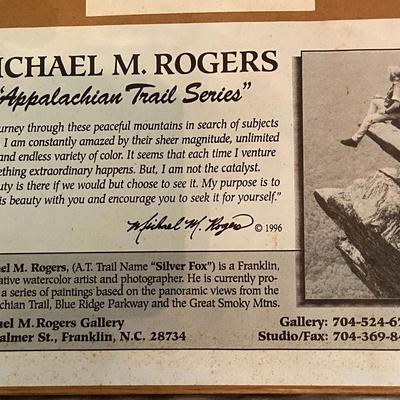 ICHAEL M. ROGERS
"Appalachian Trail Series"
urney through these peaceful mountains in search of subjects
I am constantly amazed by their sheer magnitude, unlimited
and endless variety of color. It seems that each time I venture
ething extraordinary happens. But, I am not the catalyst.
uty is there if we would but choose to see it. My purpose is to
is beauty with you and encourage you to seek it for yourself."
Michael M. Rogers © 1996
el M. Rogers, (A.T. Trail Name "Silver Fox") is a Franklin,
ative watercolor artist and photographer. He is currently pro-
a series of paintings based on the panoramic views from the
chian Trail, Blue Ridge Parkway and the Great Smoky Mtns.
el M. Rogers Gallery
almer St., Franklin, N.C. 28734
Gallery: 704-524-6
Studio/Fax: 704-369-84